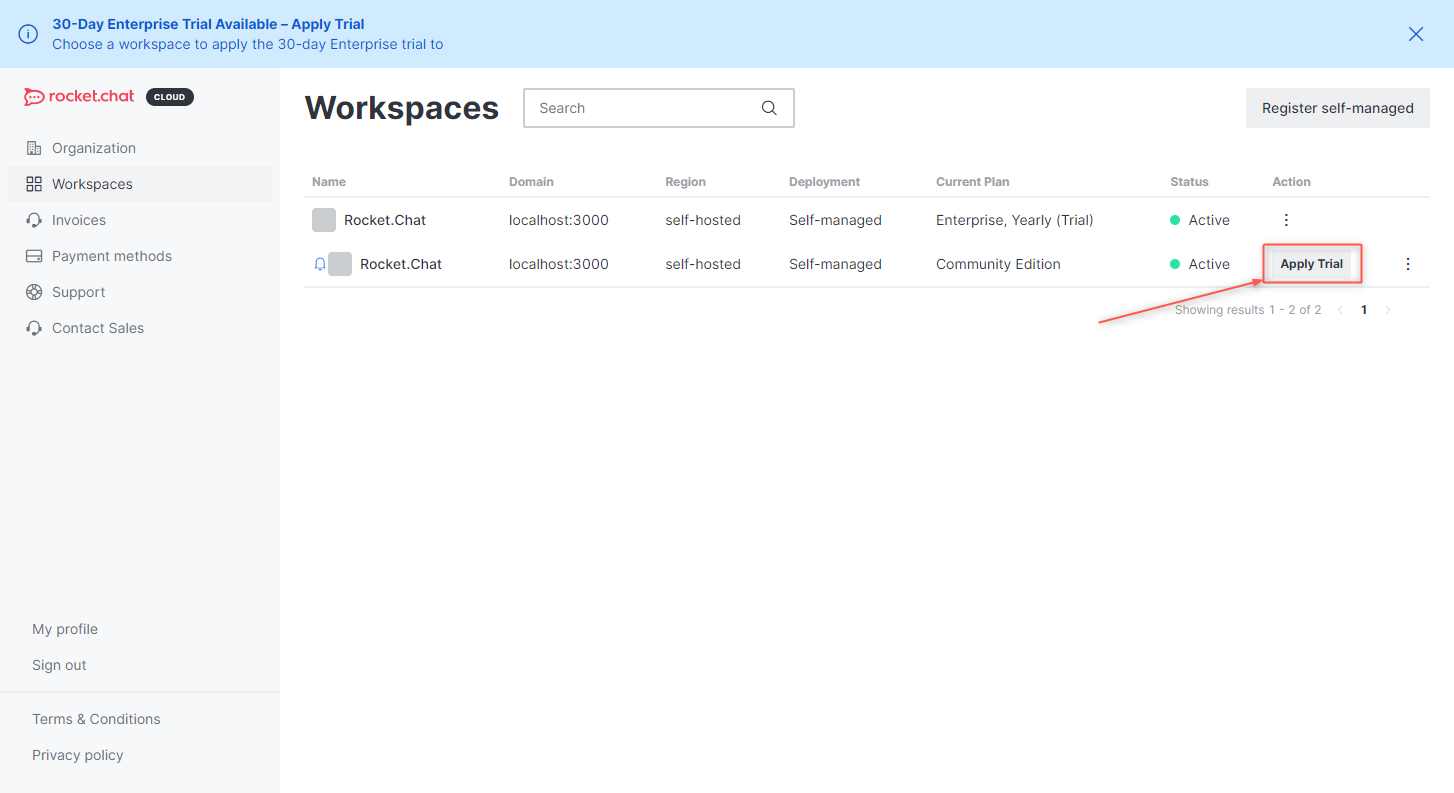 30-Day Enterprise Trial Available – Apply Trial
Choose a workspace to apply the 30-day Enterprise trial to
rocket.chat CLOUD
Organization
Workspaces
Invoices
Payment methods
Support
Contact Sales
My profile
Sign out
Terms & Conditions
Privacy policy
Workspaces Search Register self-managed
Name Domain Region Deployment Current Plan Status Action
Rocket.Chat localhost:3000 self-hosted Self-managed Enterprise, Yearly (Trial) Active
Rocket.Chat localhost:3000 self-hosted Self-managed Community Edition Active Apply Trial
Showing results 1 - 2 of 2 1